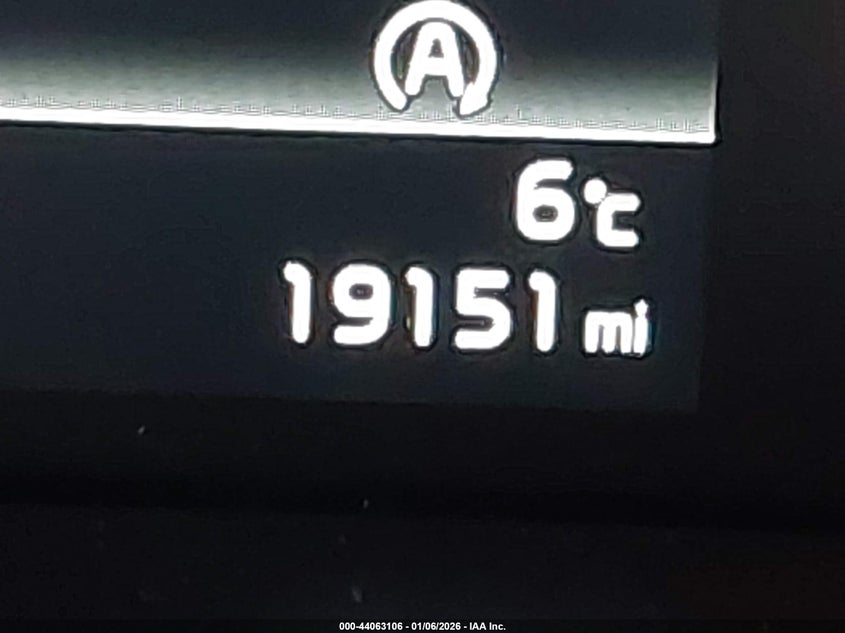 A
6°c
19151 mi
000-44063106 - 01/06/2026 - IAA Inc.